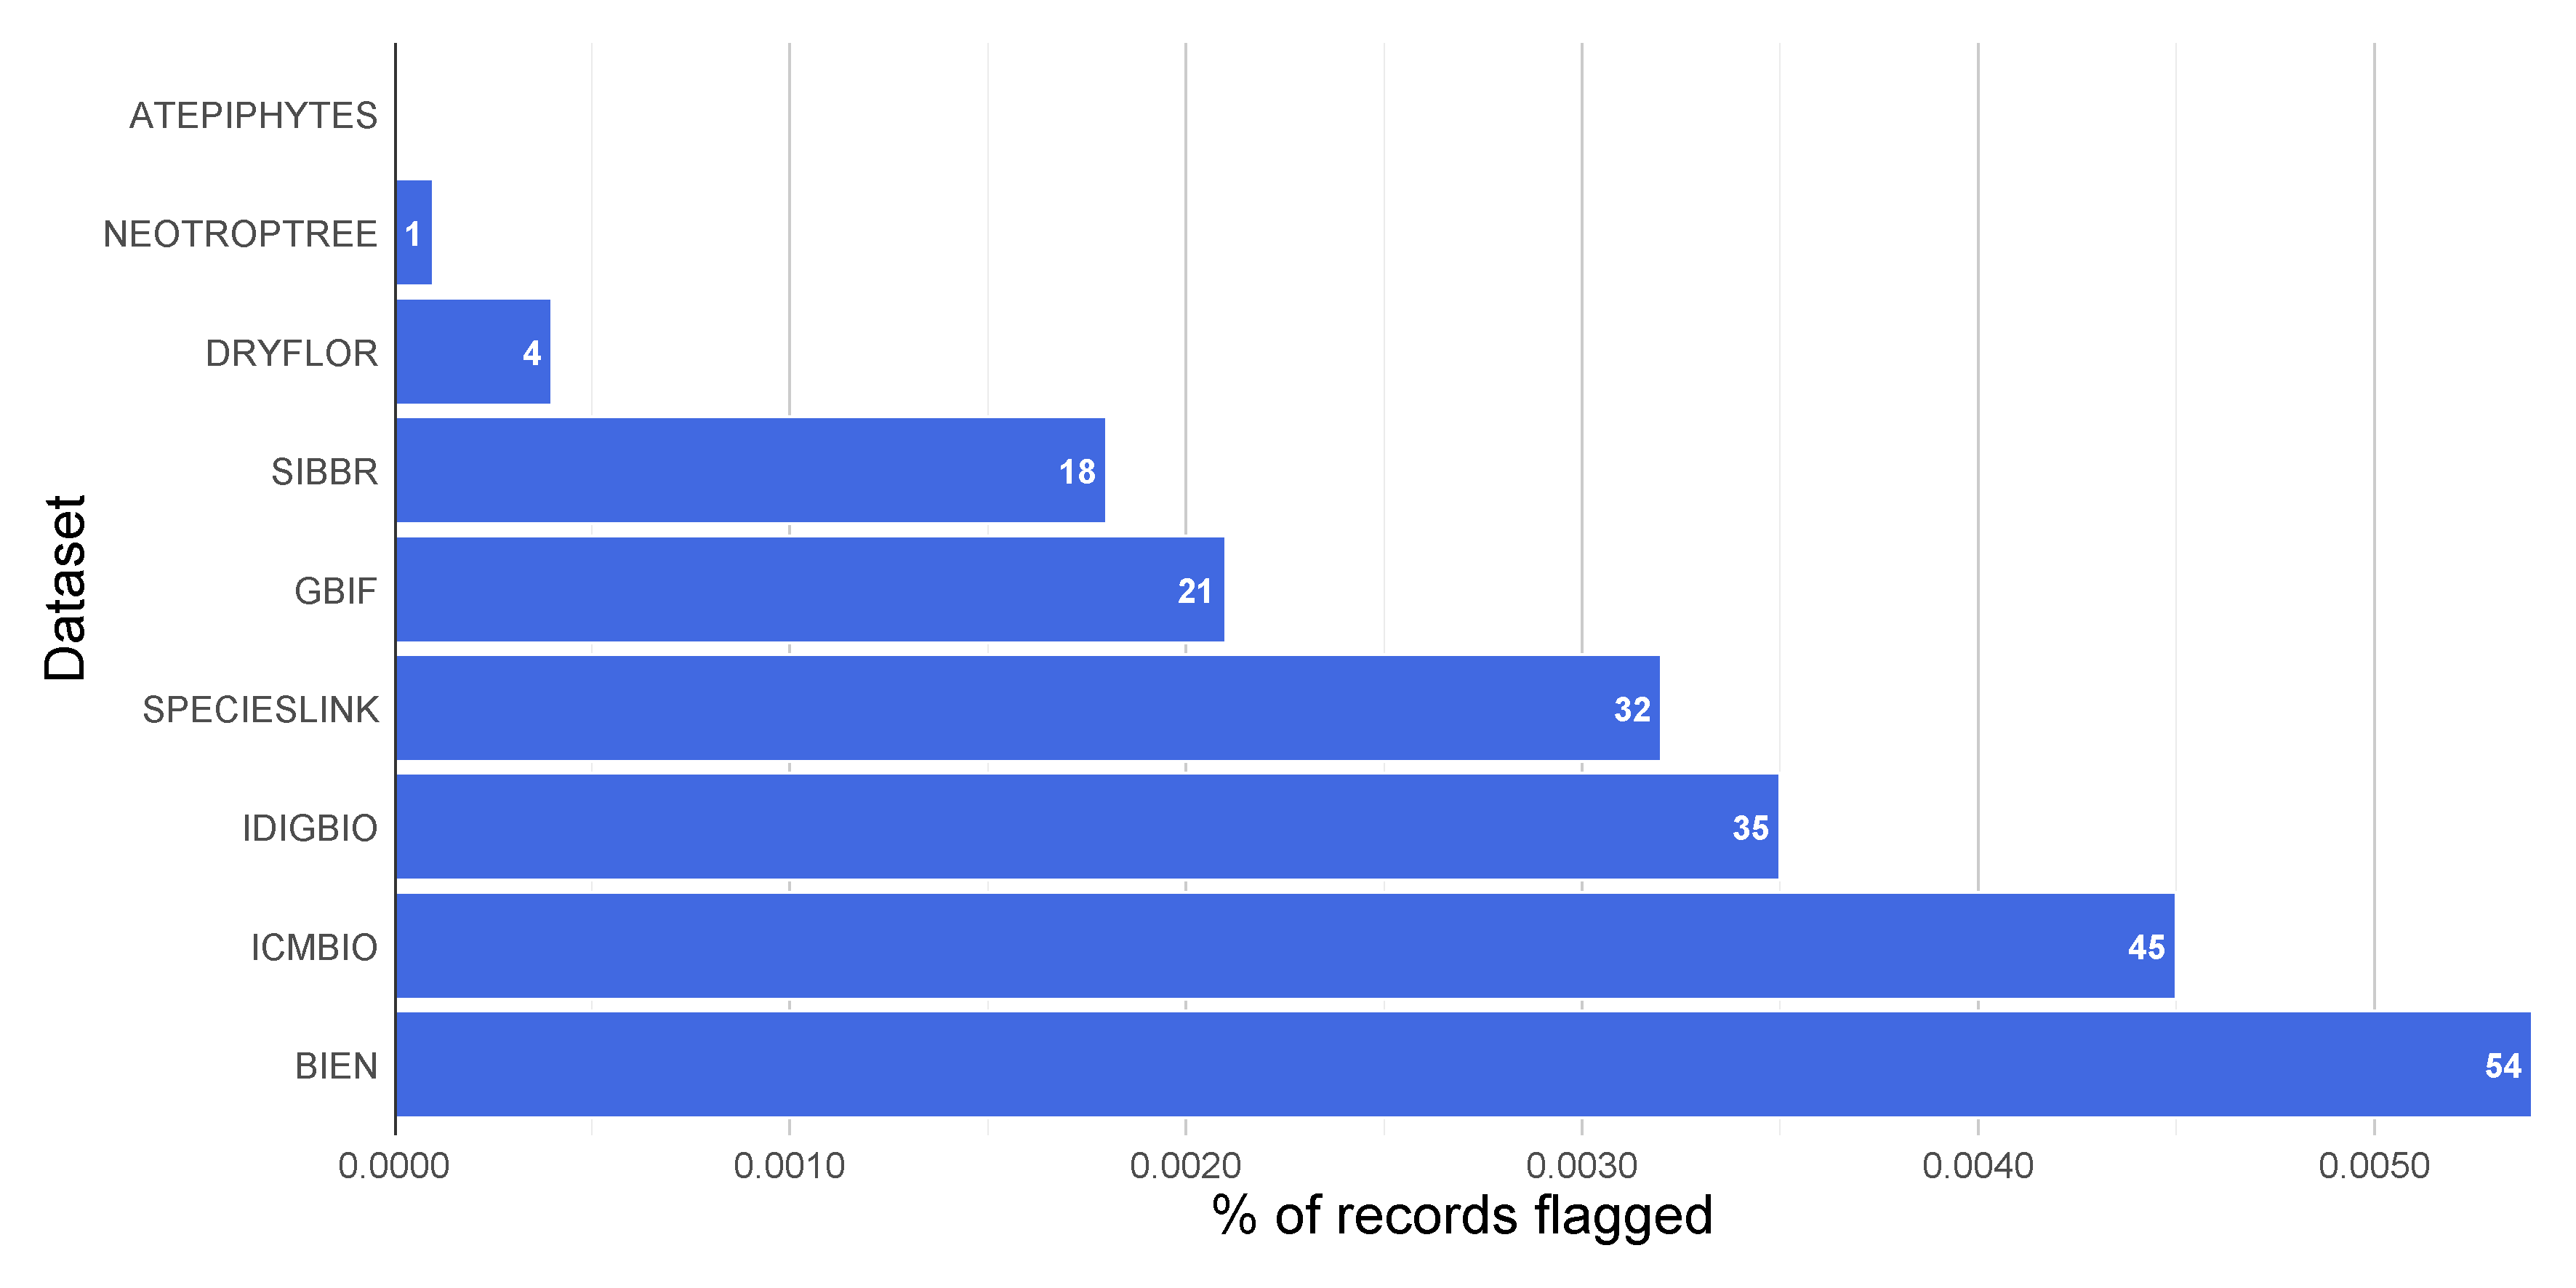 ATEPIPHYTES
NEOTROPTREE 1
DRYFLOR 4
SIBBR 18
GBIF 21
SPECIESLINK 32
IDIGBIO 35
ICMBIO 45
BIEN 54
Dataset
0.0000 0.0010 0.0020 0.0030 0.0040 0.0050
% of records flagged